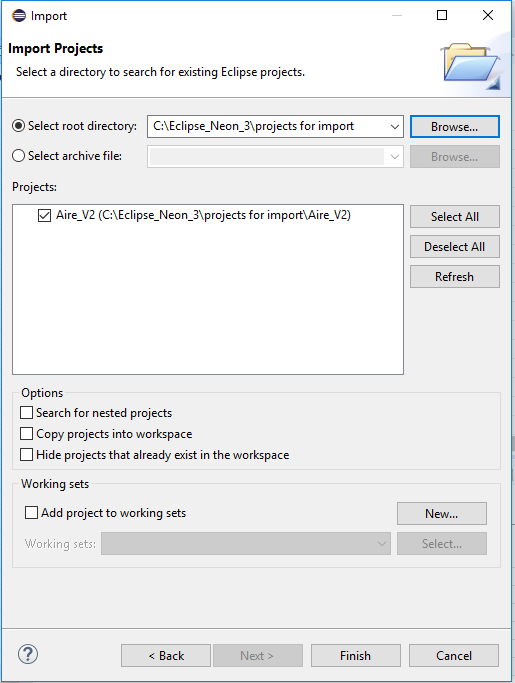 Import
Import Projects
Select a directory to search for existing Eclipse projects.
Select root directory: C:\Eclipse_Neon_3\projects for import Browse...
Select archive file: Browse...
Projects:
Aire_V2 (C:\Eclipse_Neon_3\projects for import\Aire_V2)
Select All
Deselect All
Refresh
Options
Search for nested projects
Copy projects into workspace
Hide projects that already exist in the workspace
Working sets
Add project to working sets New...
Working sets: Select...
? < Back Next > Finish Cancel